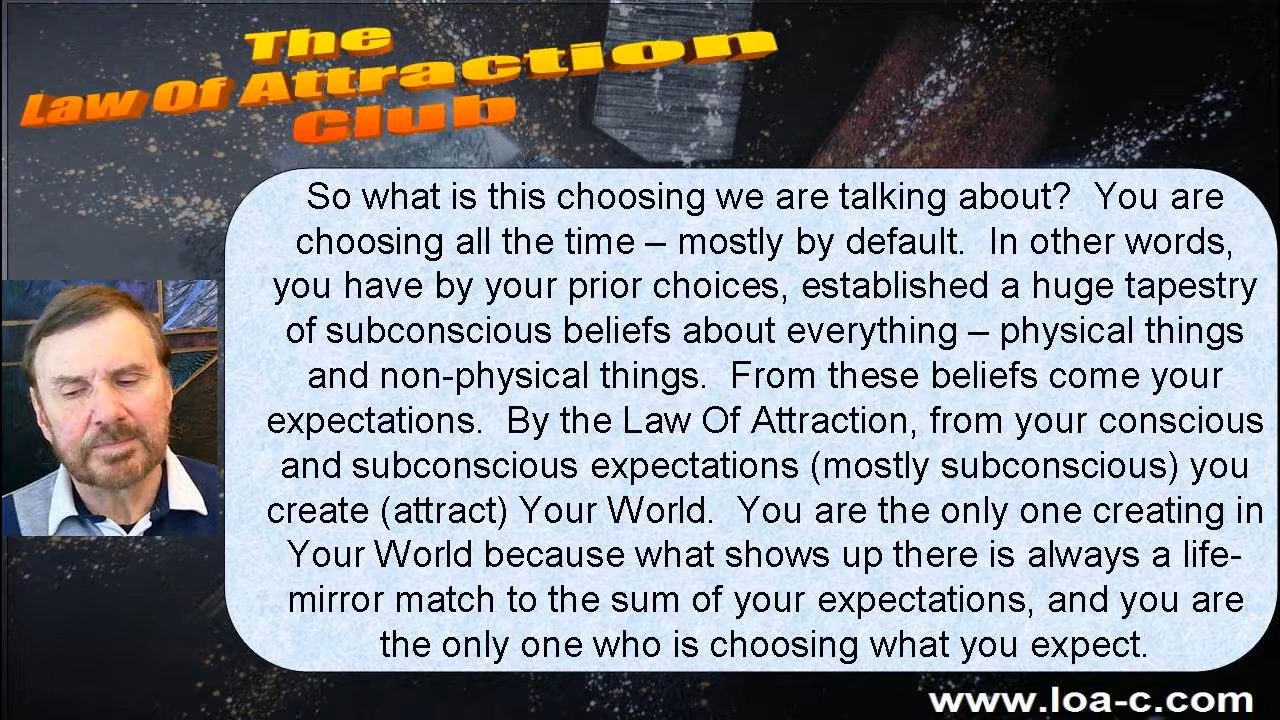 The
Law Of Attraction
Club
So what is this choosing we are talking about?  You are
choosing all the time – mostly by default.  In other words,
you have by your prior choices, established a huge tapestry
of subconscious beliefs about everything – physical things
and non-physical things.  From these beliefs come your
expectations.  By the Law Of Attraction, from your conscious
and subconscious expectations (mostly subconscious) you
create (attract) Your World.  You are the only one creating in
Your World because what shows up there is always a life-
mirror match to the sum of your expectations, and you are
the only one who is choosing what you expect.
www.loa-c.com